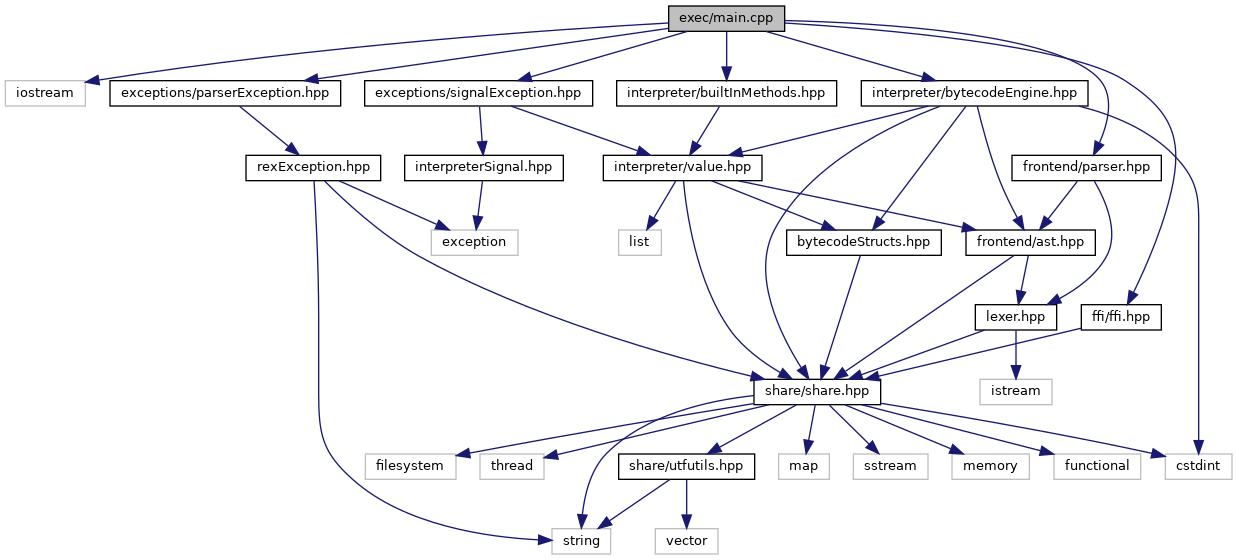 exec/main.cpp
iostream
exceptions/parserException.hpp
exceptions/signalException.hpp
interpreter/builtInMethods.hpp
interpreter/bytecodeEngine.hpp
rexException.hpp
interpreterSignal.hpp
interpreter/value.hpp
frontend/parser.hpp
exception
list
bytecodeStructs.hpp
frontend/ast.hpp
lexer.hpp
ffi/ffi.hpp
share/share.hpp
istream
filesystem
thread
share/utfutils.hpp
map
sstream
memory
functional
cstdint
string
vector